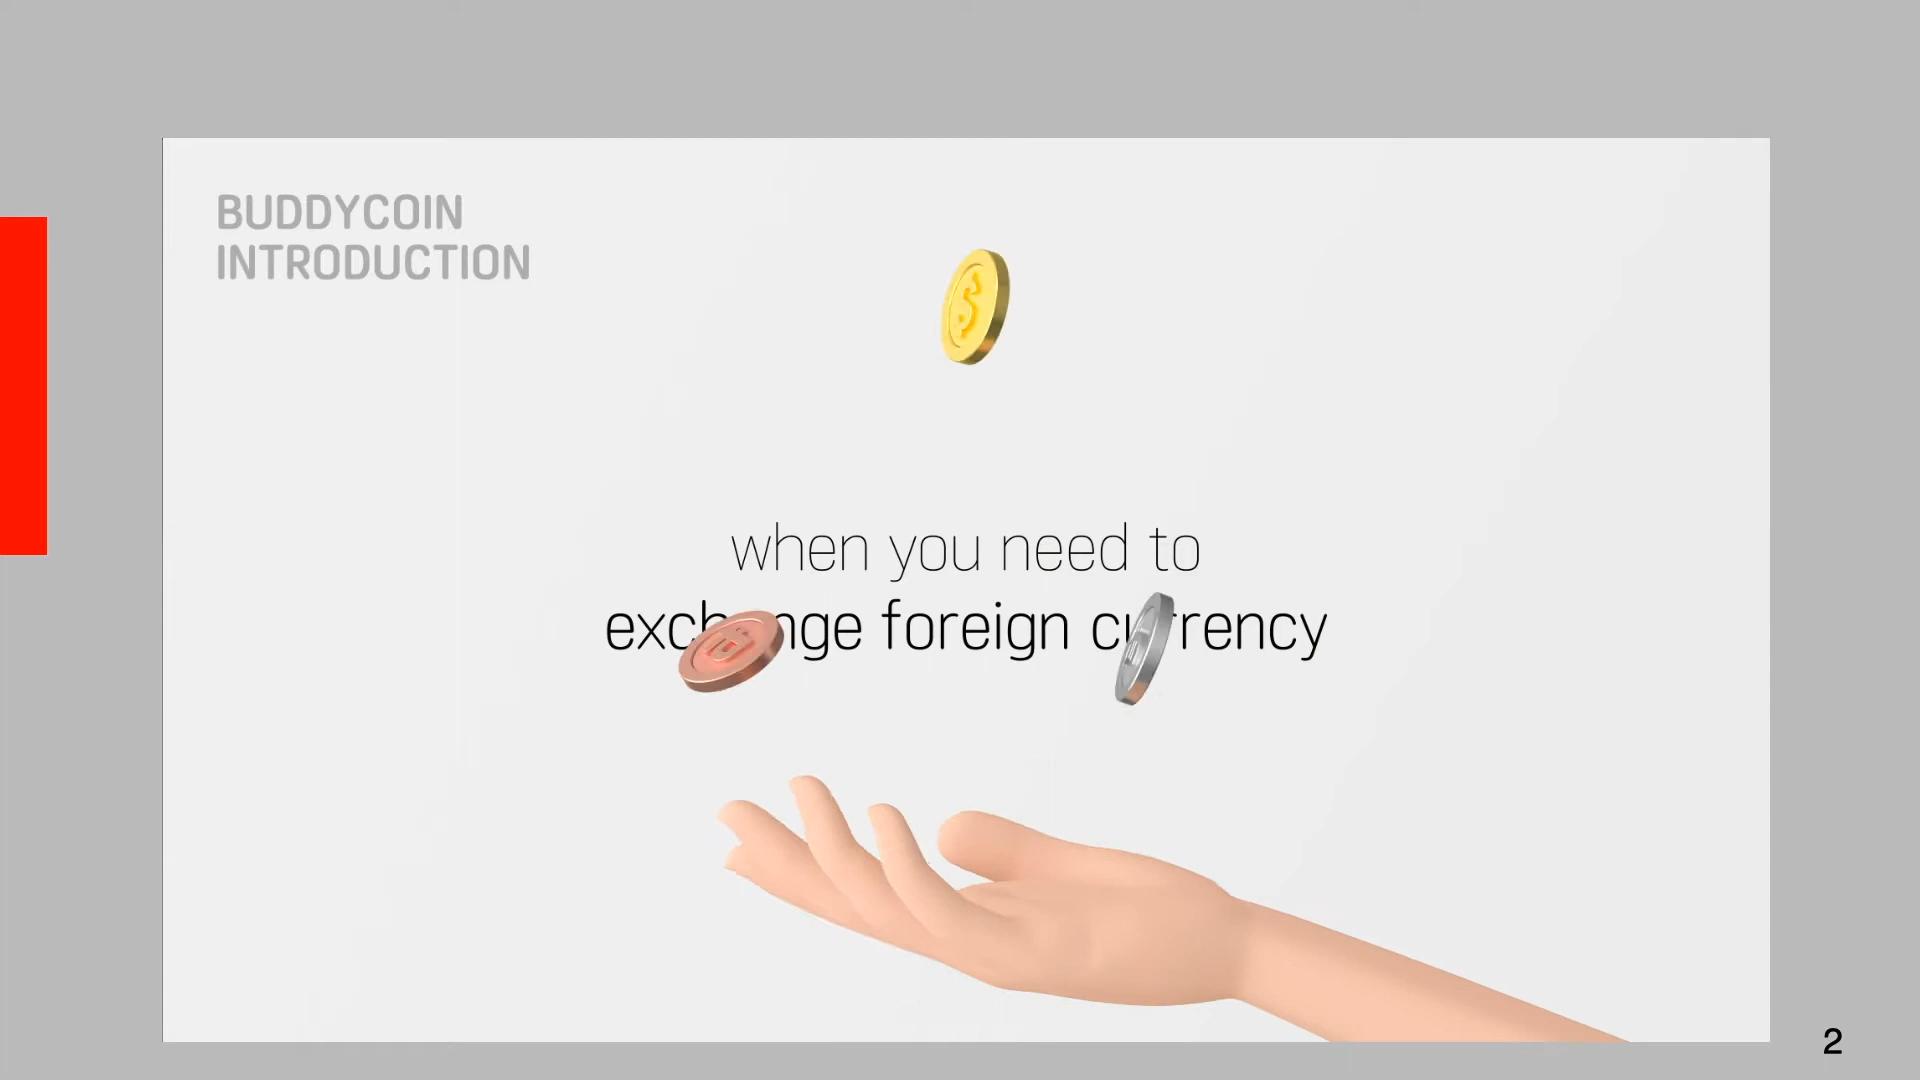 BUDDYCOIN
INTRODUCTION
$
when you need to
exchange foreign currency
2